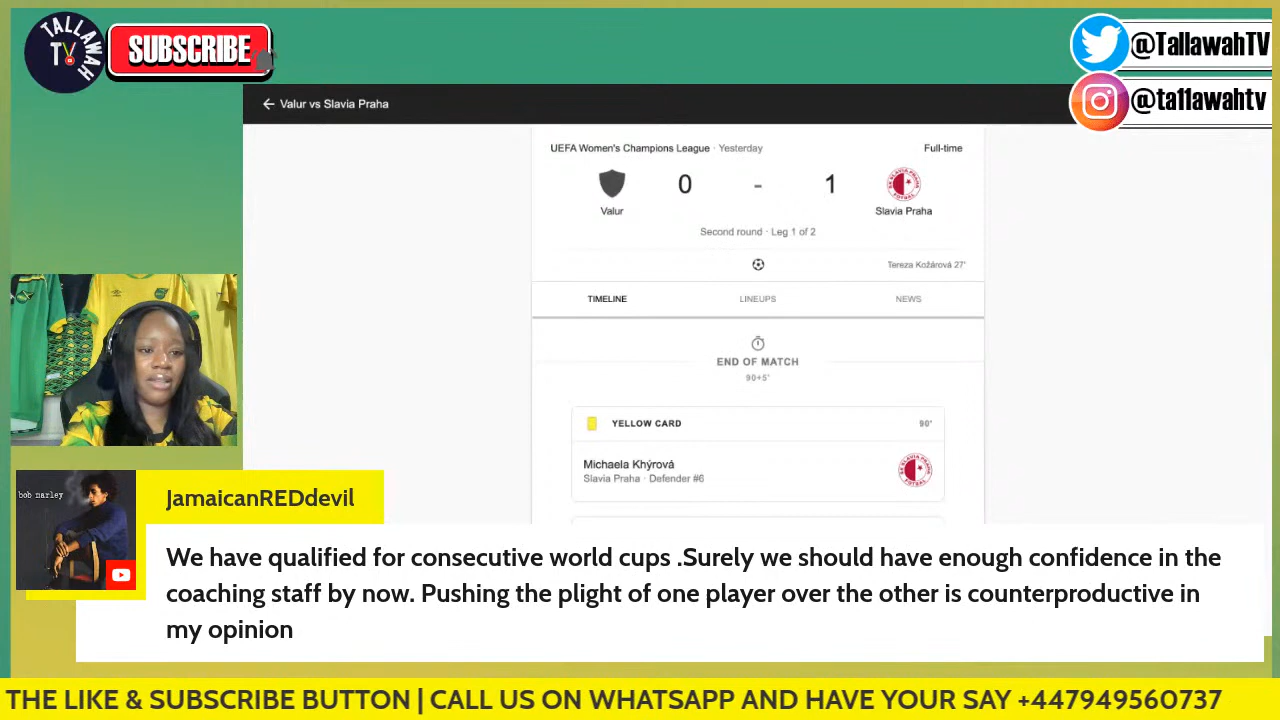 TALLAWAH
TV
SUBSCRIBE
@TallawahTV
@ta11awahtv
← Valur vs Slavia Praha
UEFA Women's Champions League · Yesterday
Full-time
0 - 1
Valur
Slavia Praha
Second round · Leg 1 of 2
Tereza Kožárová 27'
TIMELINE
LINEUPS
NEWS
END OF MATCH
90+5'
YELLOW CARD
90'
Michaela Khýrová
Slavia Praha · Defender #6
bob marley
JamaicanREDdevil
We have qualified for consecutive world cups .Surely we should have enough confidence in the
coaching staff by now. Pushing the plight of one player over the other is counterproductive in
my opinion
THE LIKE & SUBSCRIBE BUTTON | CALL US ON WHATSAPP AND HAVE YOUR SAY +447949560737